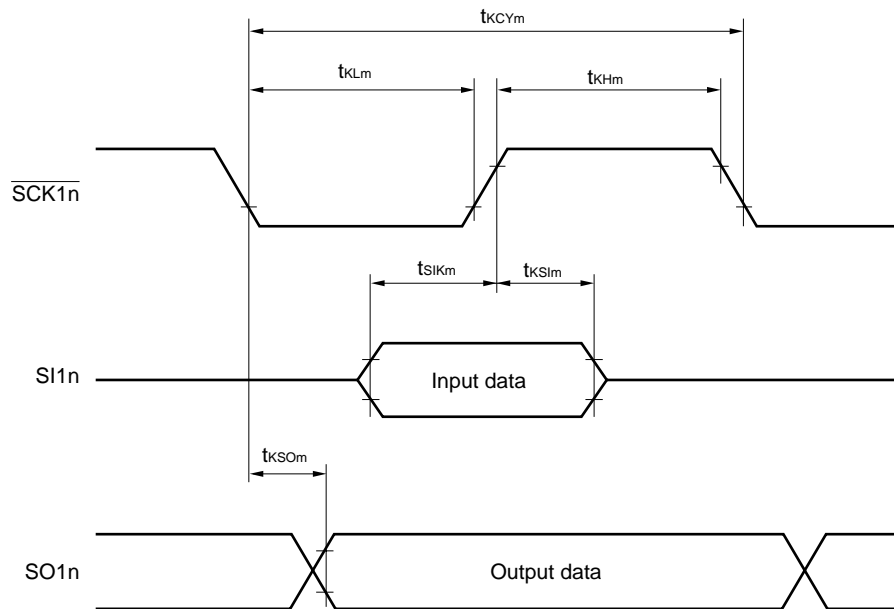 tKCYm
tKLm tKHm
SCK1n
tSIKm tKSIm
SI1n Input data
tKSOm
SO1n Output data